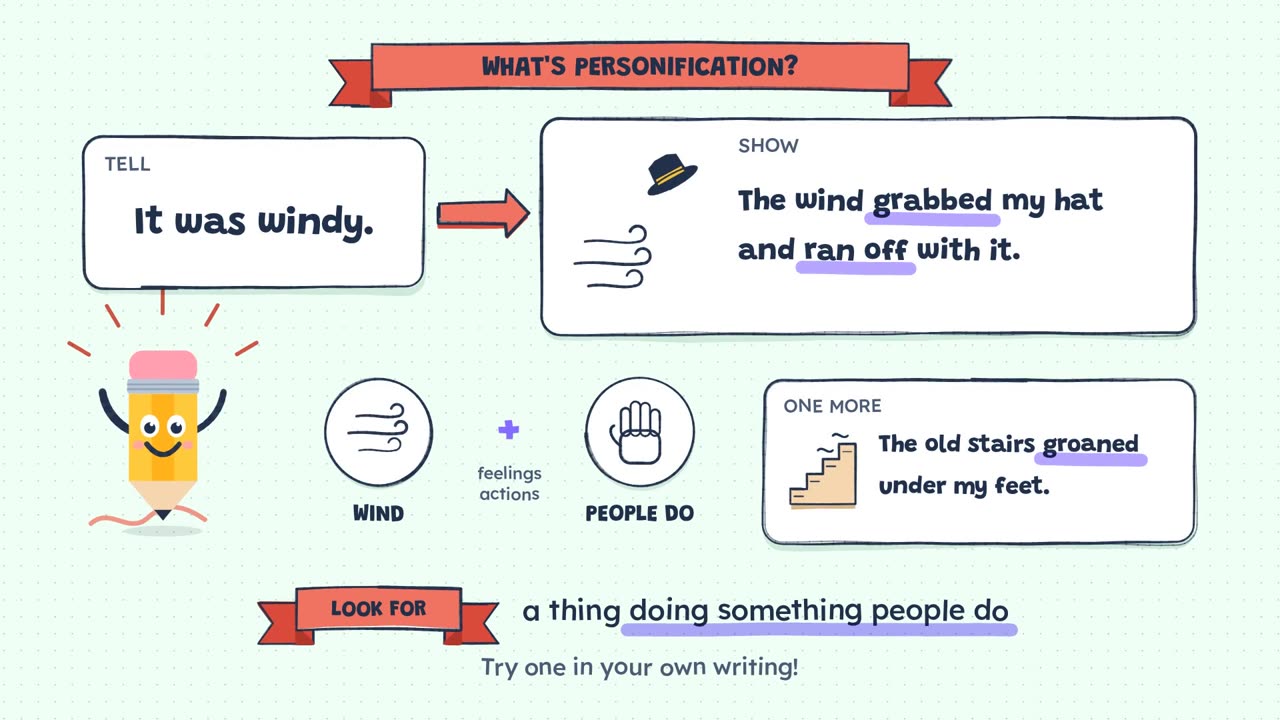 WHAT'S PERSONIFICATION?
TELL
It was windy.
SHOW
The wind grabbed my hat
and ran off with it.
WIND
+
feelings
actions
PEOPLE DO
ONE MORE
The old stairs groaned
under my feet.
LOOK FOR
a thing doing something people do
Try one in your own writing!